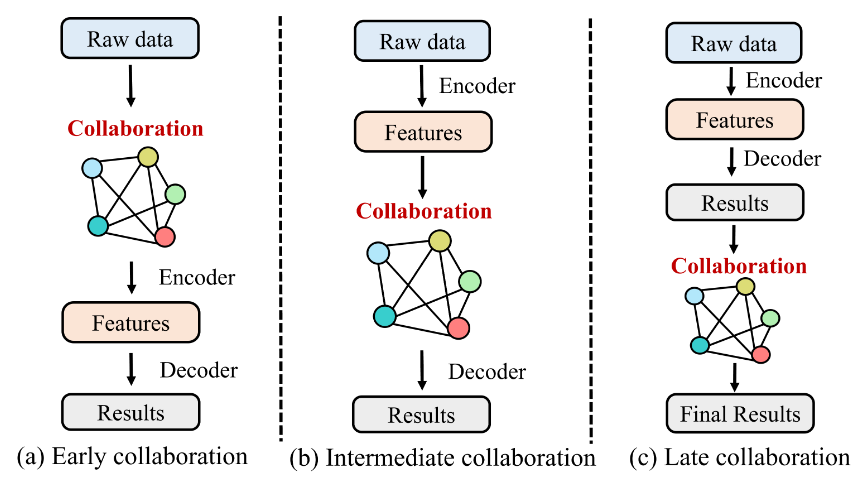 Raw data
Collaboration
Encoder
Features
Decoder
Results
(a) Early collaboration
Raw data
Encoder
Features
Collaboration
Decoder
Results
(b) Intermediate collaboration
Raw data
Encoder
Features
Decoder
Results
Collaboration
Final Results
(c) Late collaboration